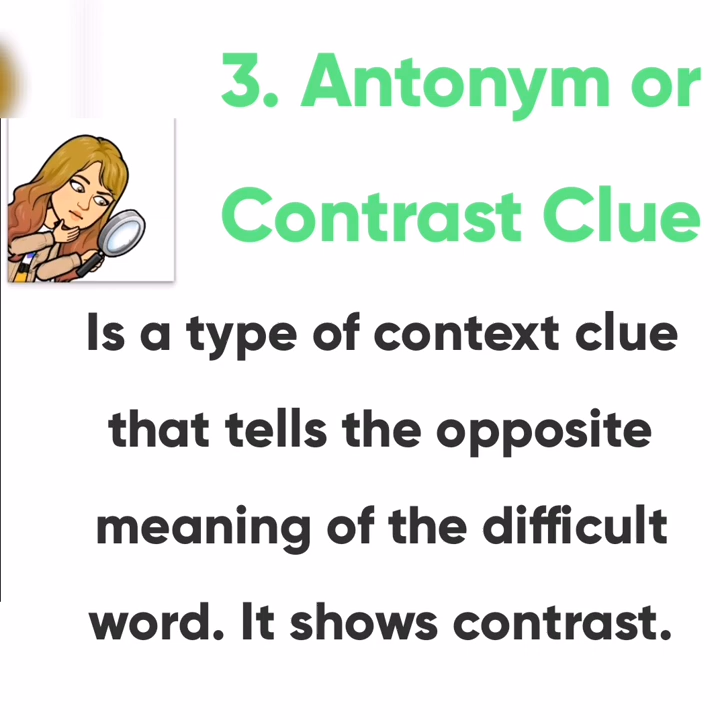 3. Antonym or
Contrast Clue
Is a type of context clue
that tells the opposite
meaning of the difficult
word. It shows contrast.